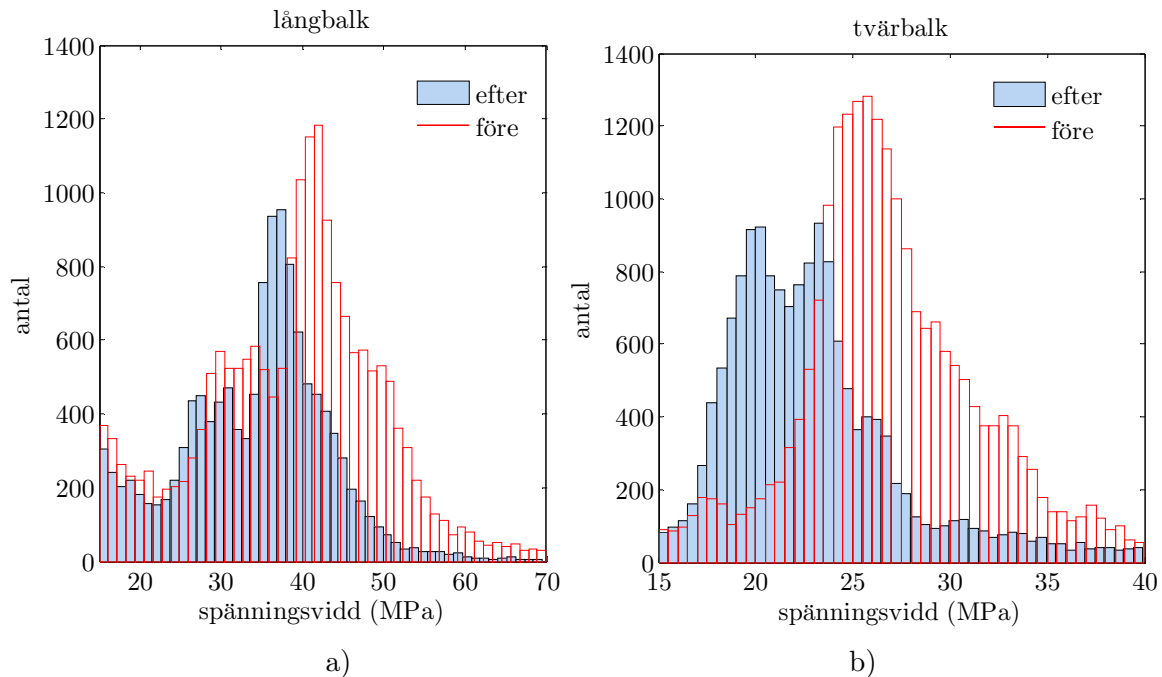 långbalk
1400
1200
1000
800
600
400
200
0
antal
efter
före
20 30 40 50 60 70
spänningsvidd (MPa)
a)
tvärbalk
1400
1200
1000
800
600
400
200
0
antal
efter
före
15 20 25 30 35 40
spänningsvidd (MPa)
b)